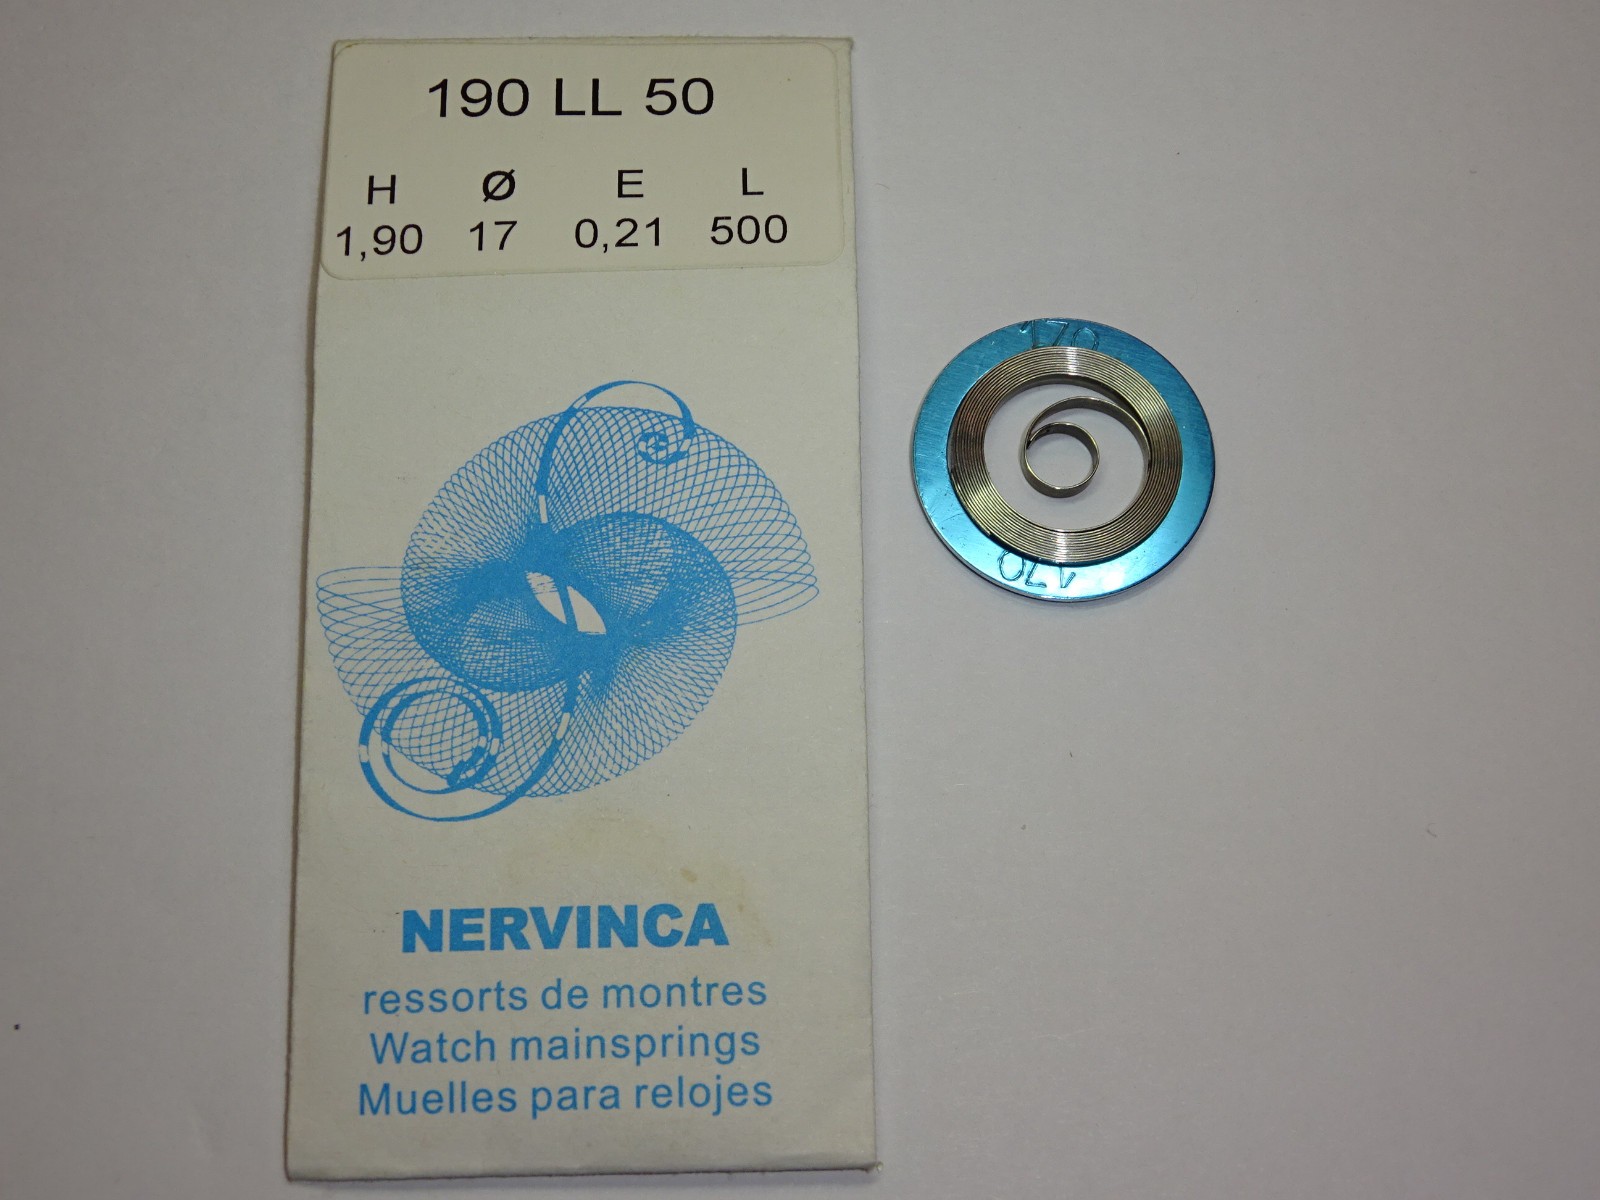 190 LL 50
H Ø E L
1,90 17 0,21 500
NERVINCA
ressorts de montres
Watch mainsprings
Muelles para relojes
170
170